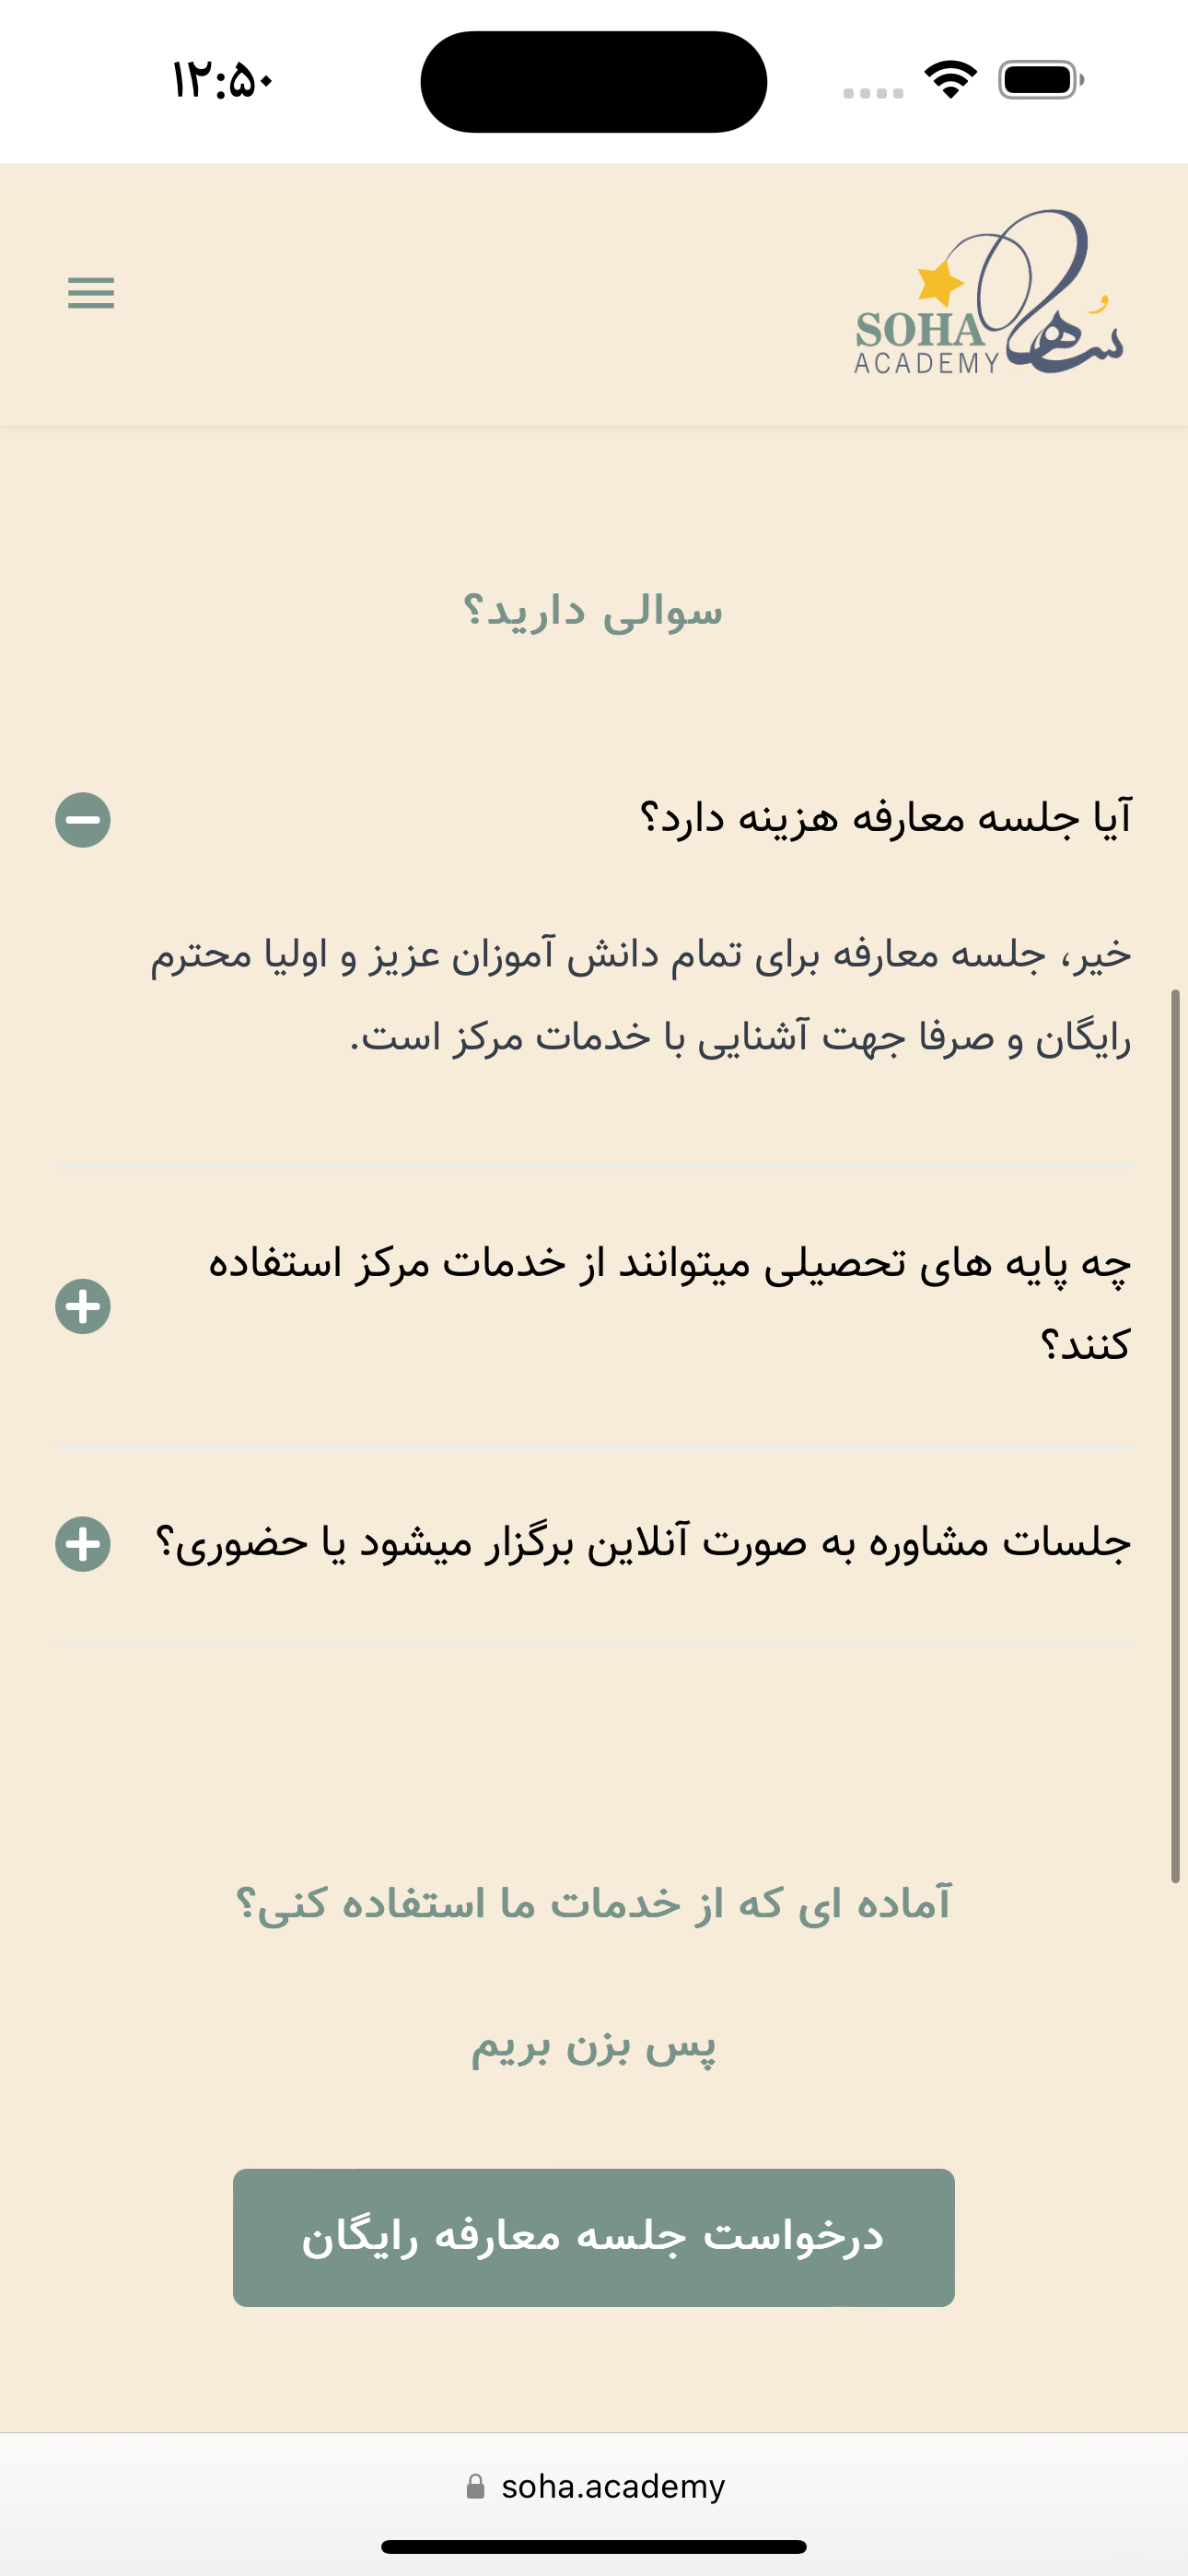 ۱۲:۵۰
سُها
SOHA
ACADEMY
سوالی دارید؟
آیا جلسه معارفه هزینه دارد؟
خیر، جلسه معارفه برای تمام دانش آموزان عزیز و اولیا محترم
رایگان و صرفا جهت آشنایی با خدمات مرکز است.
چه پایه های تحصیلی میتوانند از خدمات مرکز استفاده
کنند؟
جلسات مشاوره به صورت آنلاین برگزار میشود یا حضوری؟
آماده ای که از خدمات ما استفاده کنی؟
پس بزن بریم
درخواست جلسه معارفه رایگان
soha.academy